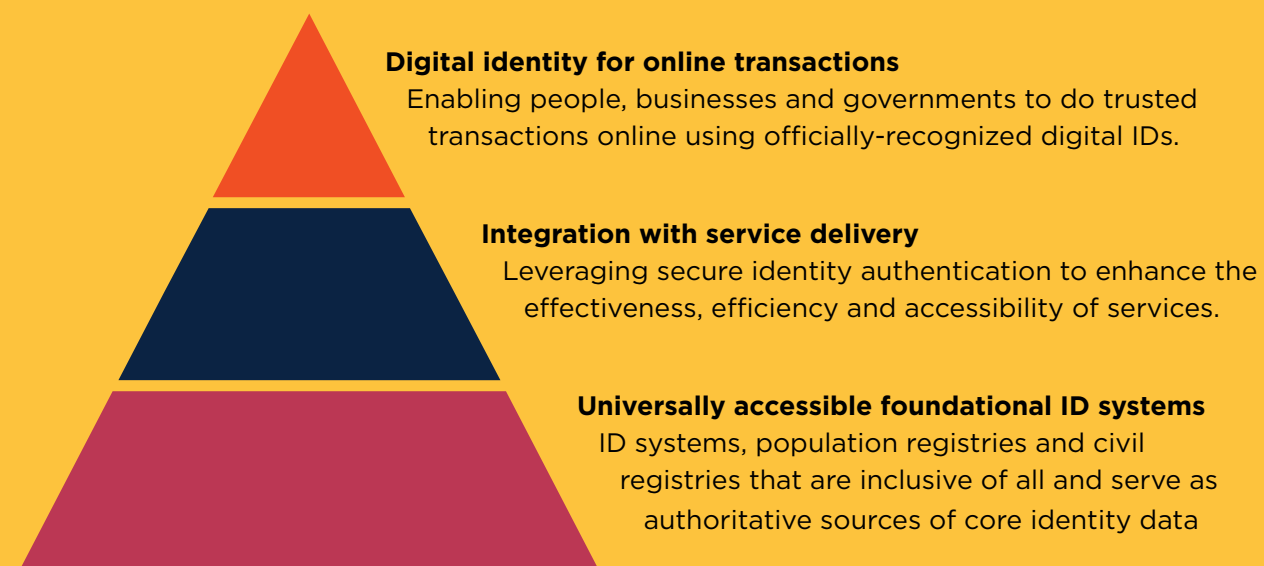 Digital identity for online transactions
Enabling people, businesses and governments to do trusted
transactions online using officially-recognized digital IDs.
Integration with service delivery
Leveraging secure identity authentication to enhance the
effectiveness, efficiency and accessibility of services.
Universally accessible foundational ID systems
ID systems, population registries and civil
registries that are inclusive of all and serve as
authoritative sources of core identity data